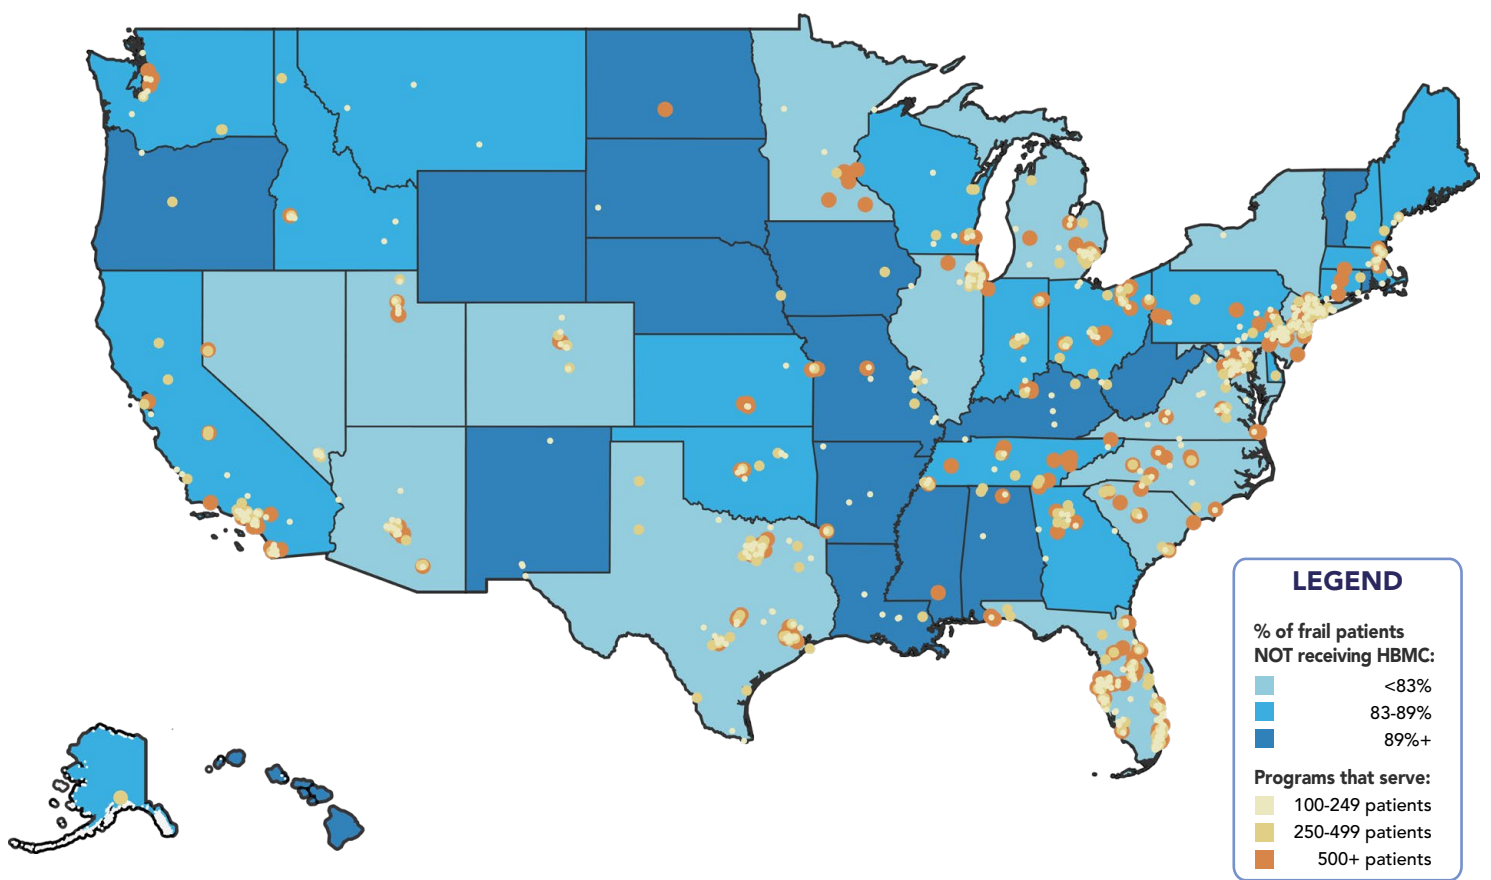 LEGEND
% of frail patients
NOT receiving HBMC:
<83%
83-89%
89%+
Programs that serve:
100-249 patients
250-499 patients
500+ patients